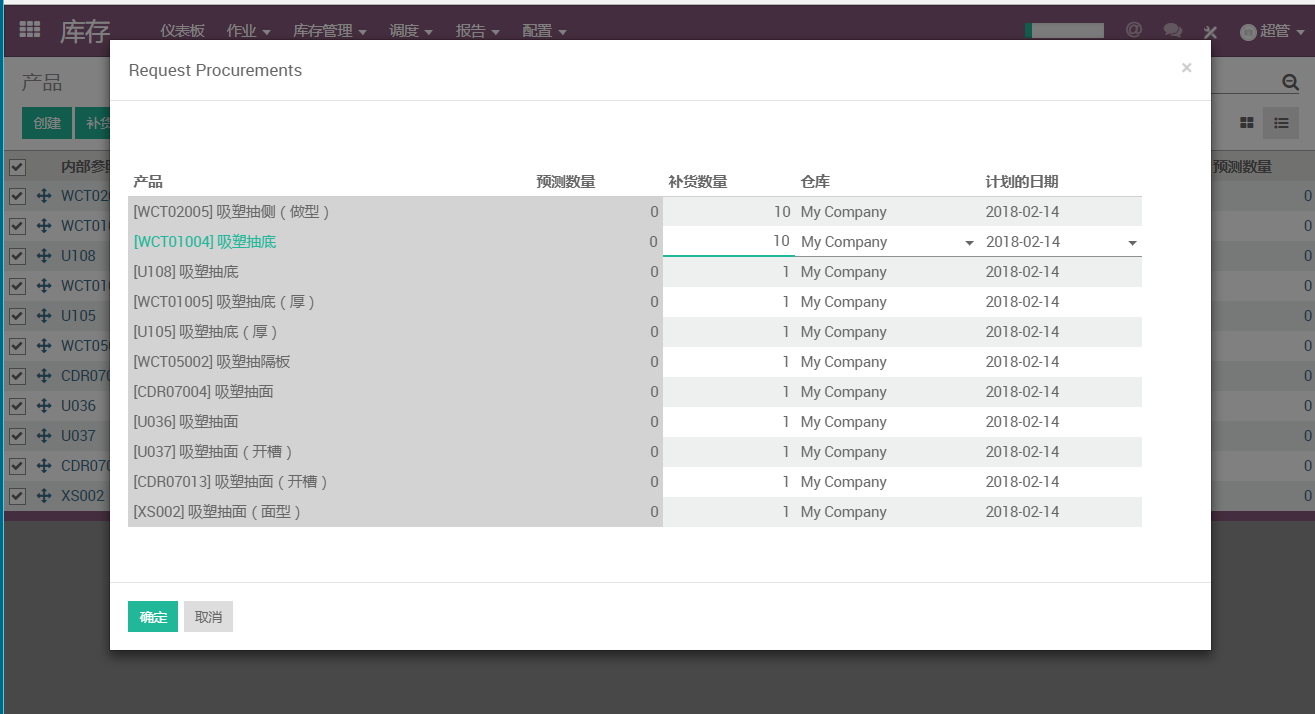 库存 仪表板 作业 库存管理 调度 报告 配置 @ 超管
产品
Request Procurements ×
创建 补货
内部参照 预测数量
产品 预测数量 补货数量 仓库 计划的日期
[WCT02005] 吸塑抽侧（做型） 0 10 My Company 2018-02-14
[WCT01004] 吸塑抽底 0 10 My Company 2018-02-14
[U108] 吸塑抽底 0 1 My Company 2018-02-14
[WCT01005] 吸塑抽底（厚） 0 1 My Company 2018-02-14
[U105] 吸塑抽底（厚） 0 1 My Company 2018-02-14
[WCT05002] 吸塑抽隔板 0 1 My Company 2018-02-14
[CDR07004] 吸塑抽面 0 1 My Company 2018-02-14
[U036] 吸塑抽面 0 1 My Company 2018-02-14
[U037] 吸塑抽面（开槽） 0 1 My Company 2018-02-14
[CDR07013] 吸塑抽面（开槽） 0 1 My Company 2018-02-14
[XS002] 吸塑抽面（面型） 0 1 My Company 2018-02-14
WCT02 0
WCT01 0
U108 0
WCT01 0
U105 0
WCT05 0
CDR07 0
U036 0
U037 0
CDR07 0
XS002 0
确定 取消